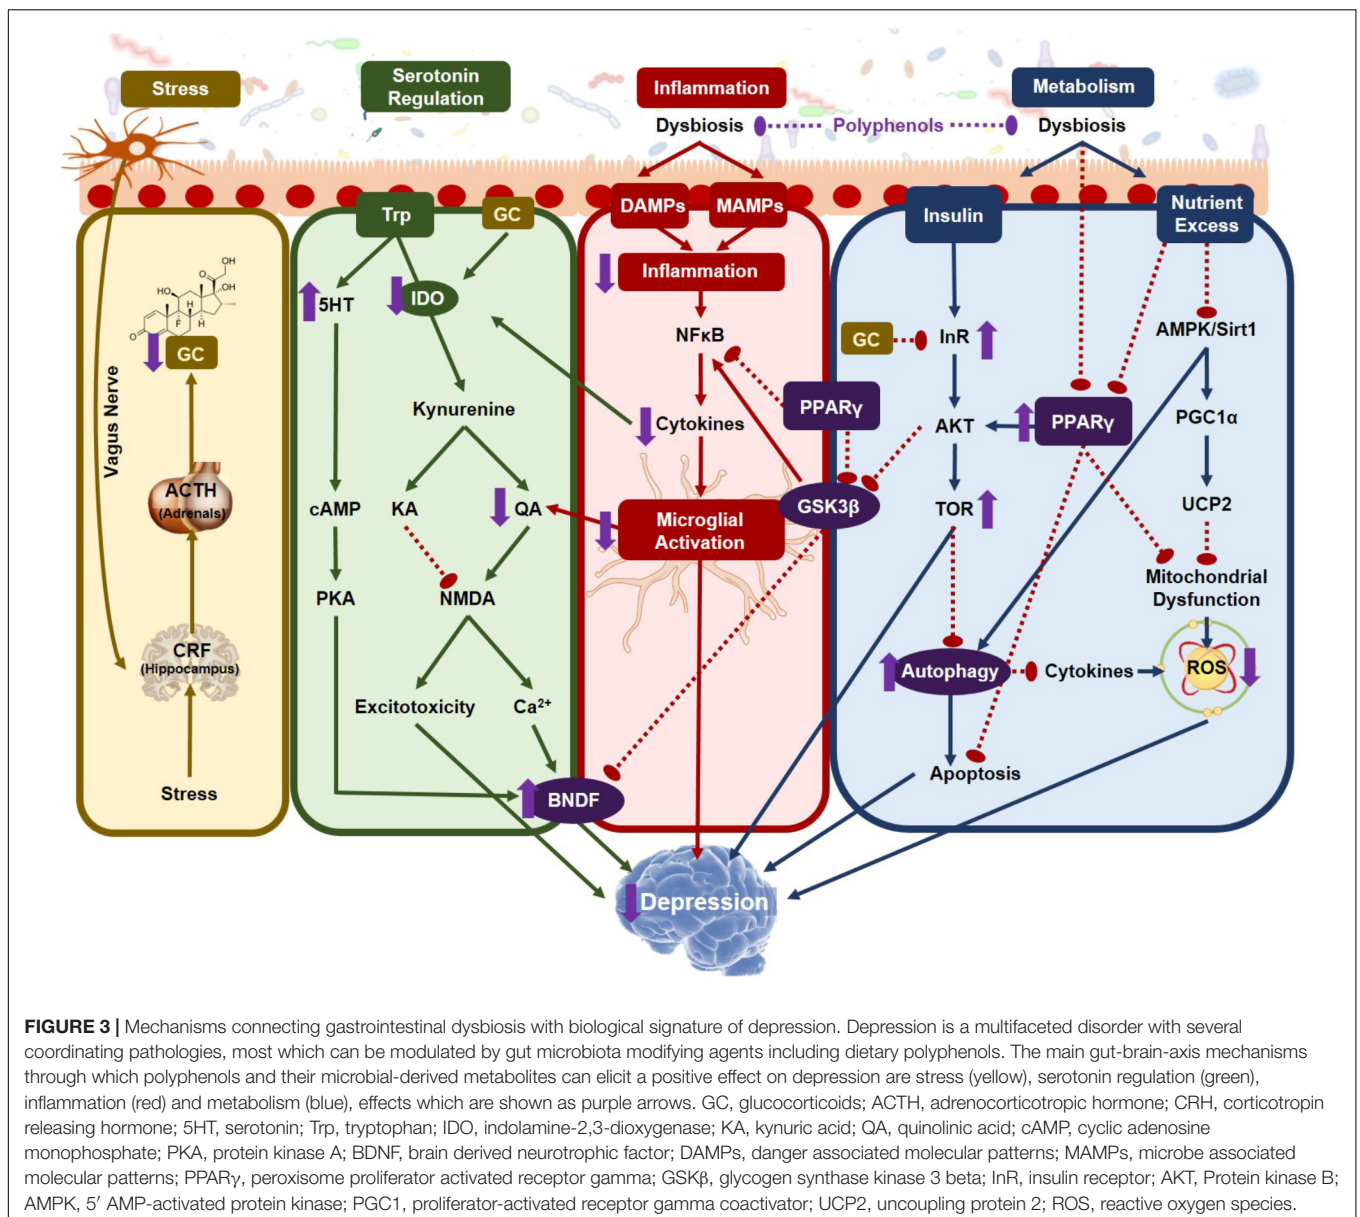 Stress
Serotonin
Regulation
Inflammation
Metabolism
Dysbiosis
Polyphenols
Dysbiosis
Trp
GC
DAMPs
MAMPs
Insulin
Nutrient
Excess
OH
O
HO
OH
H
F
H
O
GC
Vagus Nerve
ACTH
(Adrenals)
CRF
(Hippocampus)
Stress
5HT
IDO
Kynurenine
cAMP
KA
QA
PKA
NMDA
Excitotoxicity
Ca2+
BNDF
Inflammation
NFκB
Cytokines
Microglial
Activation
PPARγ
GSK3β
GC
InR
AKT
TOR
PPARγ
AMPK/Sirt1
PGC1α
UCP2
Mitochondrial
Dysfunction
Autophagy
Cytokines
ROS
Apoptosis
Depression
FIGURE 3 | Mechanisms connecting gastrointestinal dysbiosis with biological signature of depression. Depression is a multifaceted disorder with several
coordinating pathologies, most which can be modulated by gut microbiota modifying agents including dietary polyphenols. The main gut-brain-axis mechanisms
through which polyphenols and their microbial-derived metabolites can elicit a positive effect on depression are stress (yellow), serotonin regulation (green),
inflammation (red) and metabolism (blue), effects which are shown as purple arrows. GC, glucocorticoids; ACTH, adrenocorticotropic hormone; CRH, corticotropin
releasing hormone; 5HT, serotonin; Trp, tryptophan; IDO, indolamine-2,3-dioxygenase; KA, kynuric acid; QA, quinolinic acid; cAMP, cyclic adenosine
monophosphate; PKA, protein kinase A; BDNF, brain derived neurotrophic factor; DAMPs, danger associated molecular patterns; MAMPs, microbe associated
molecular patterns; PPARγ, peroxisome proliferator activated receptor gamma; GSKβ, glycogen synthase kinase 3 beta; InR, insulin receptor; AKT, Protein kinase B;
AMPK, 5′ AMP-activated protein kinase; PGC1, proliferator-activated receptor gamma coactivator; UCP2, uncoupling protein 2; ROS, reactive oxygen species.